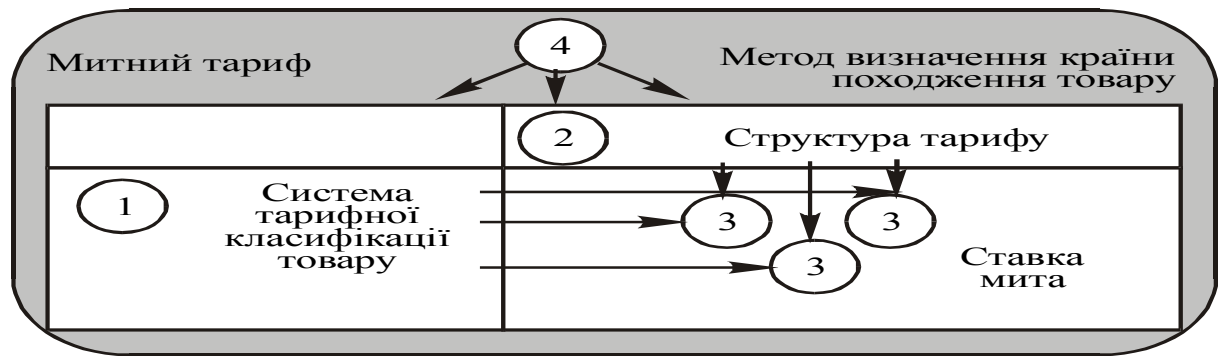 4
Митний тариф
Метод визначення країни
походження товару
2
Структура тарифу
1
Система
тарифної
класифікації
товару
3
3
3
Ставка
мита